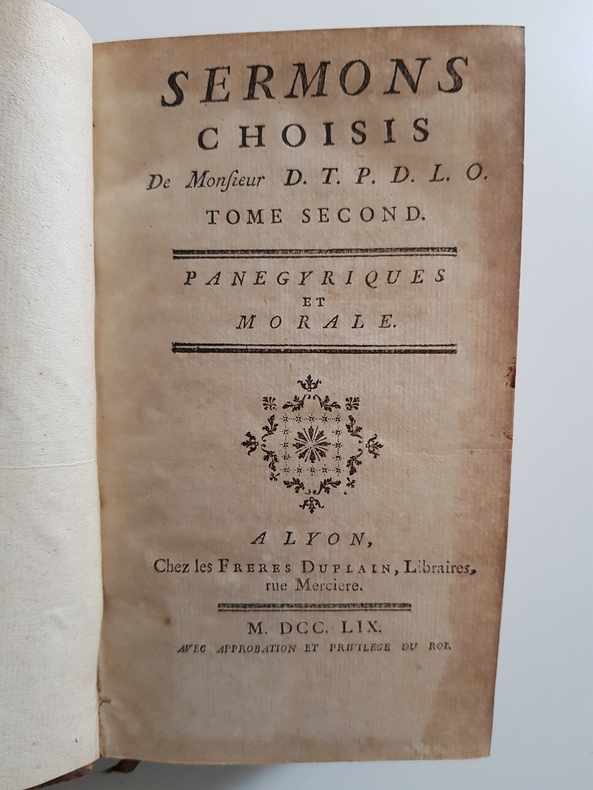 SERMONS
CHOISIS
De Monſieur D. T. P. D. L. O.
TOME SECOND.
PANEGYRIQUES
ET
MORALE.
A LYON,
Chez les FRERES DUPLAIN, Libraires,
rue Merciere.
M. DCC. LIX.
AVEC APPROBATION ET PRIVILEGE DU ROI.